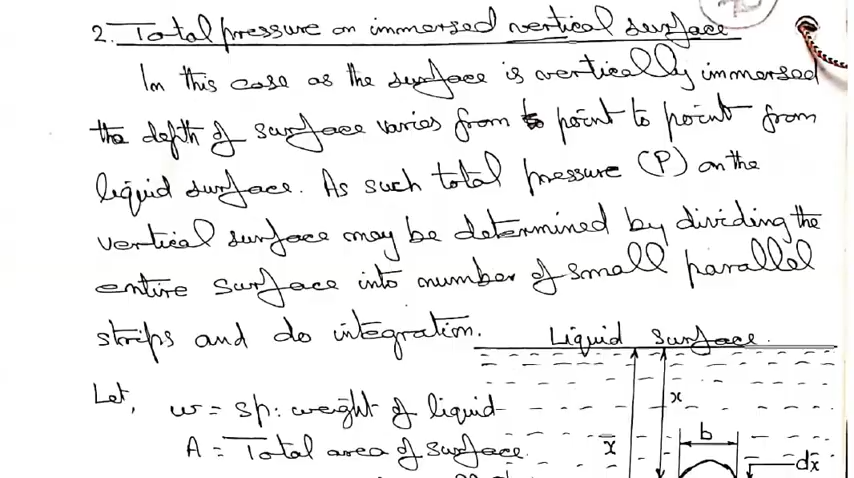 2. Total pressure on immersed vertical surface
In this case as the surface is vertically immersed
the depth of surface varies from to point to point from
liquid surface. As such total pressure (P) on the
vertical surface may be determined by dividing the
entire surface into number of small parallel
strips and do integration.
Liquid surface.
Let,
w = sp: weight of liquid
A = Total area of surface.
x̄
x
b
dx